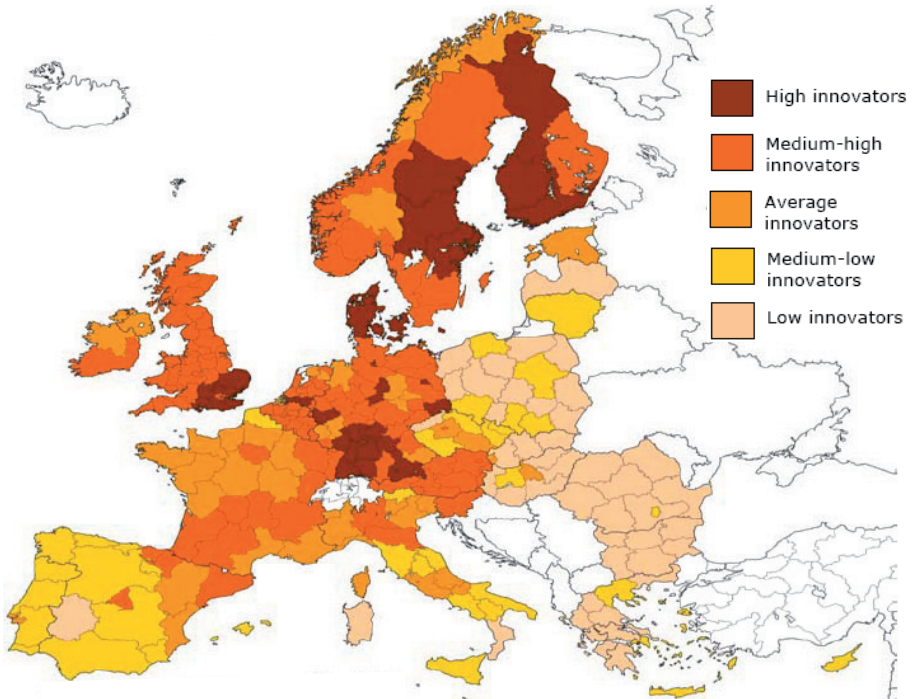 High innovators
Medium-high
innovators
Average
innovators
Medium-low
innovators
Low innovators